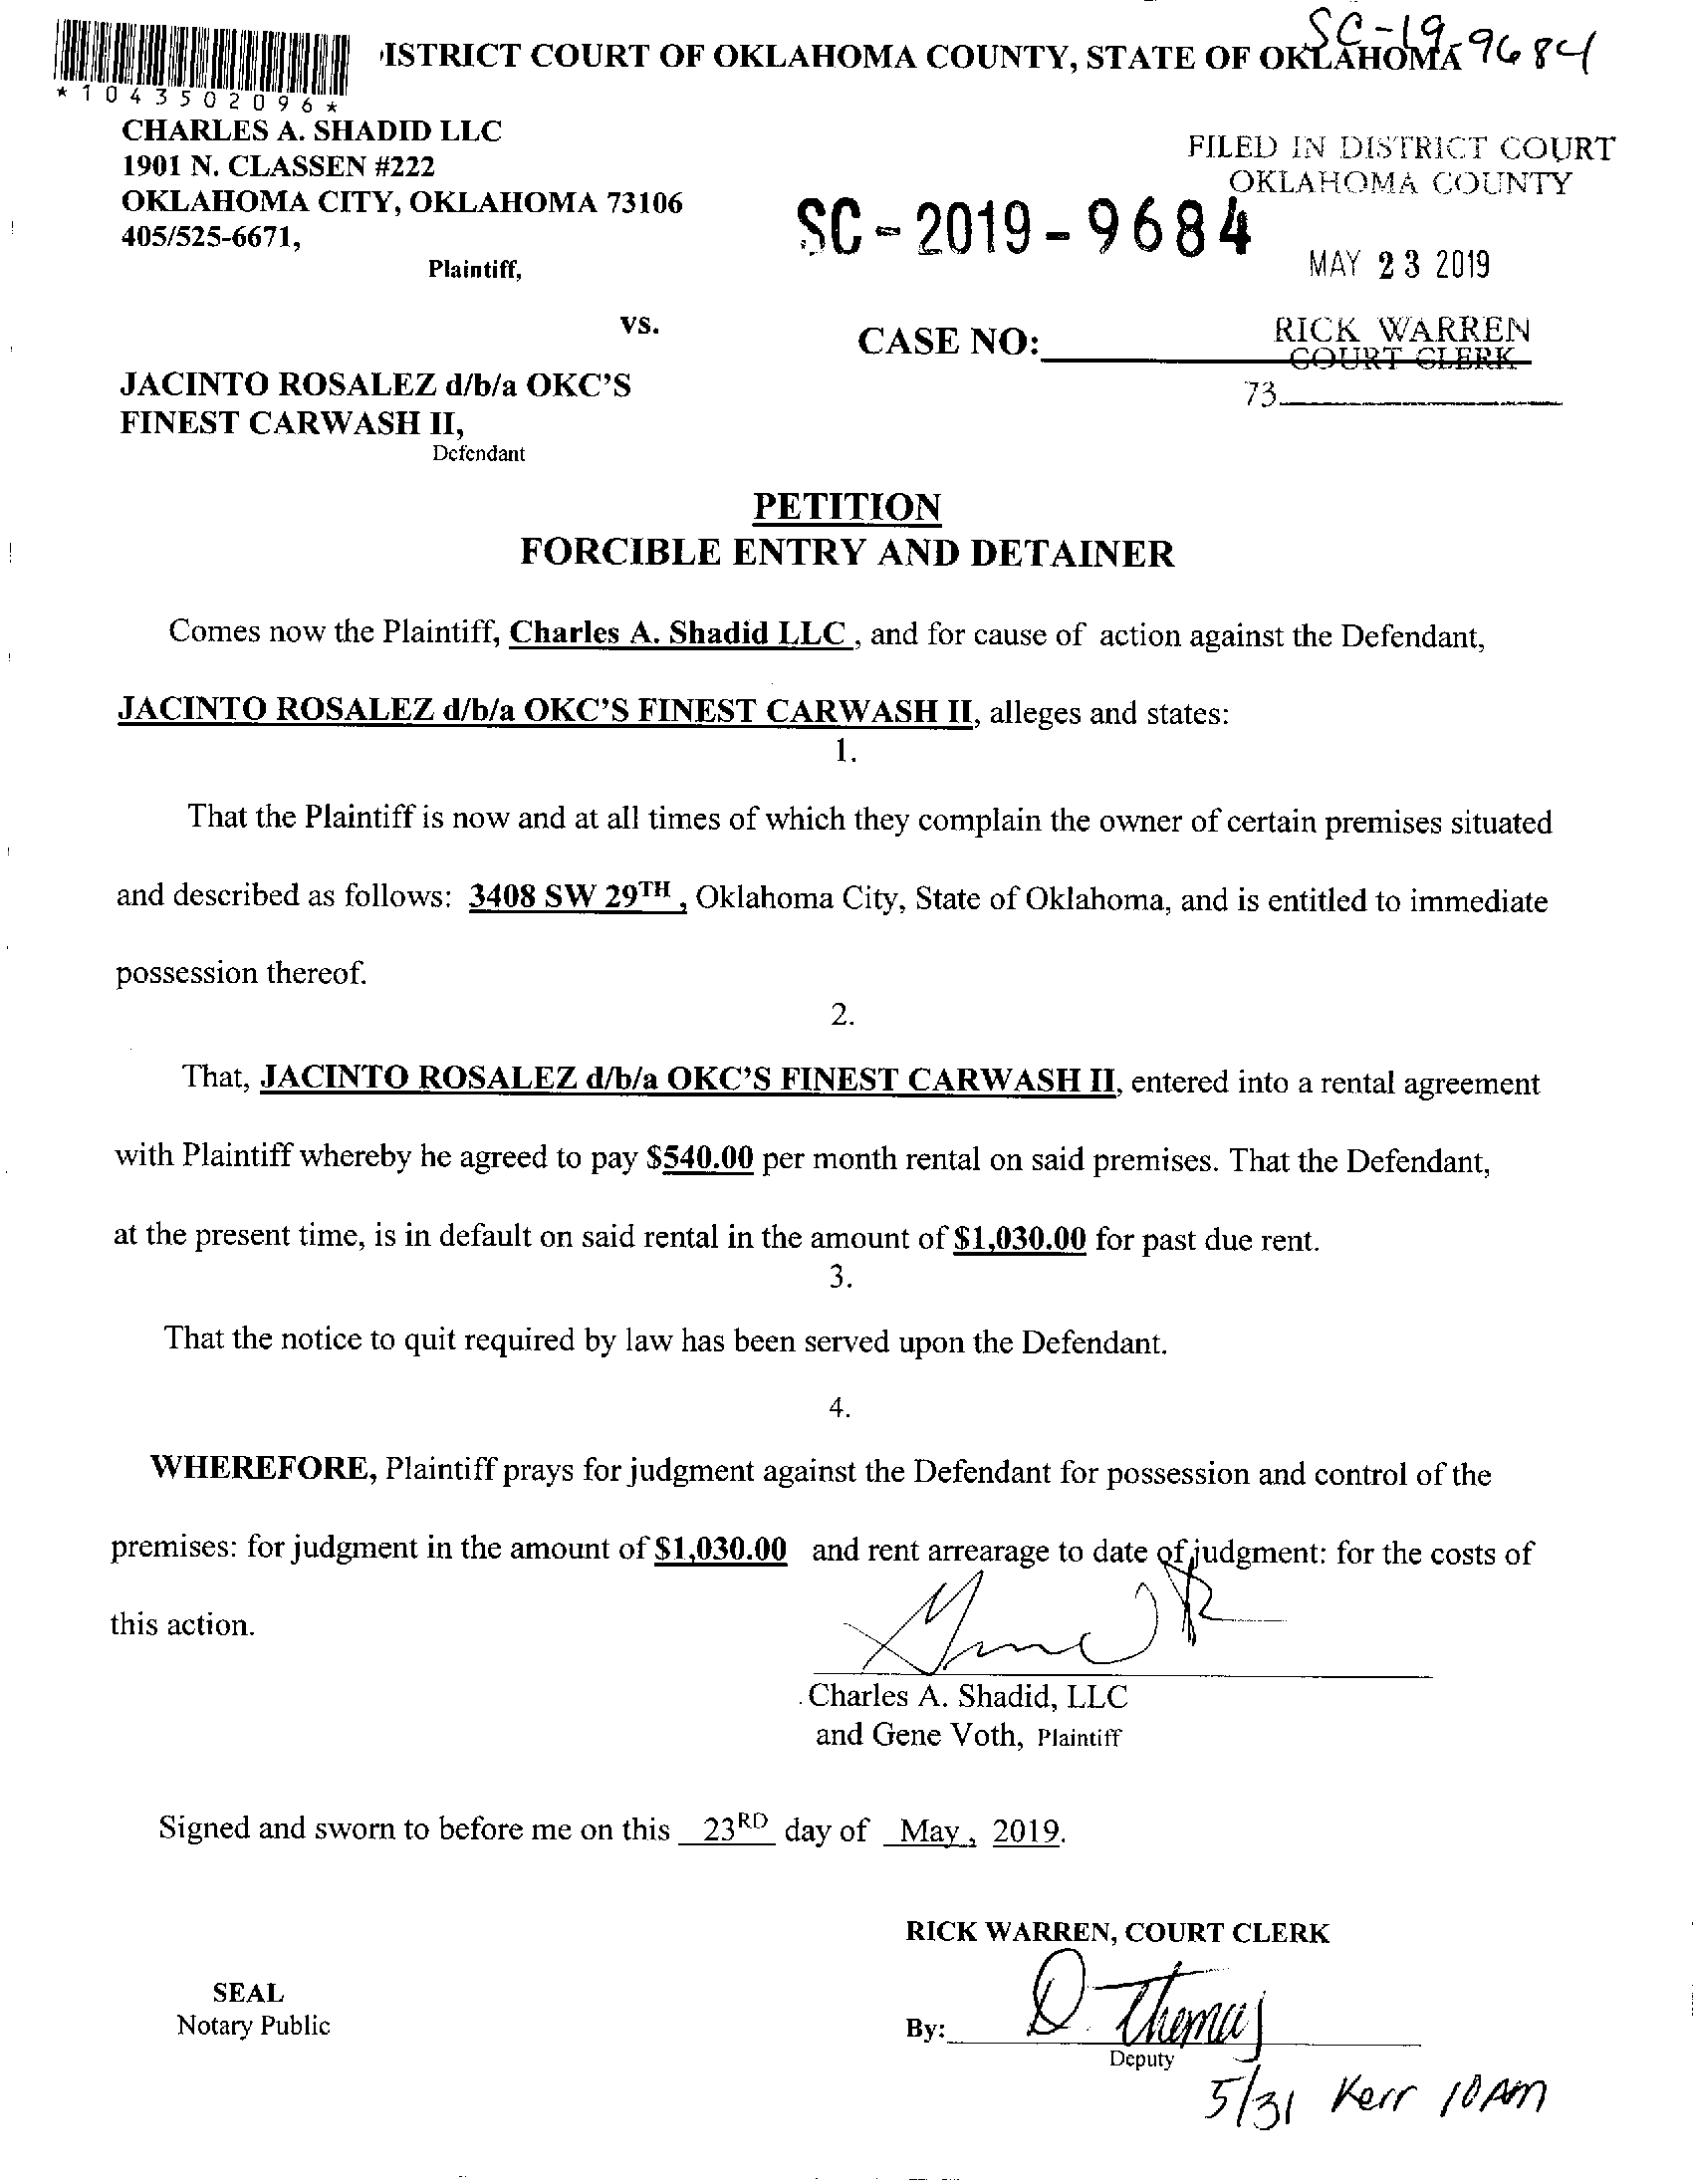 SC-19-9684
ISTRICT COURT OF OKLAHOMA COUNTY, STATE OF OKLAHOMA
*1043502096*
CHARLES A. SHADID LLC
1901 N. CLASSEN #222
OKLAHOMA CITY, OKLAHOMA 73106
405/525-6671,
Plaintiff,
FILED IN DISTRICT COURT
OKLAHOMA COUNTY
SC-2019-9684
MAY 23 2019
vs.
CASE NO:
RICK WARREN
COURT CLERK
73
JACINTO ROSALEZ d/b/a OKC'S
FINEST CARWASH II,
Defendant
PETITION
FORCIBLE ENTRY AND DETAINER
Comes now the Plaintiff, Charles A. Shadid LLC , and for cause of action against the Defendant,
JACINTO ROSALEZ d/b/a OKC'S FINEST CARWASH II, alleges and states:
1.
That the Plaintiff is now and at all times of which they complain the owner of certain premises situated
and described as follows: 3408 SW 29TH , Oklahoma City, State of Oklahoma, and is entitled to immediate
possession thereof.
2.
That, JACINTO ROSALEZ d/b/a OKC'S FINEST CARWASH II, entered into a rental agreement
with Plaintiff whereby he agreed to pay $540.00 per month rental on said premises. That the Defendant,
at the present time, is in default on said rental in the amount of $1,030.00 for past due rent.
3.
That the notice to quit required by law has been served upon the Defendant.
4.
WHEREFORE, Plaintiff prays for judgment against the Defendant for possession and control of the
premises: for judgment in the amount of $1,030.00 and rent arrearage to date of judgment: for the costs of
this action.
Charles A. Shadid, LLC
and Gene Voth, Plaintiff
Signed and sworn to before me on this 23RD day of May , 2019.
RICK WARREN, COURT CLERK
SEAL
Notary Public
By: D. Thomas
Deputy
5/31 Kerr 10 AM